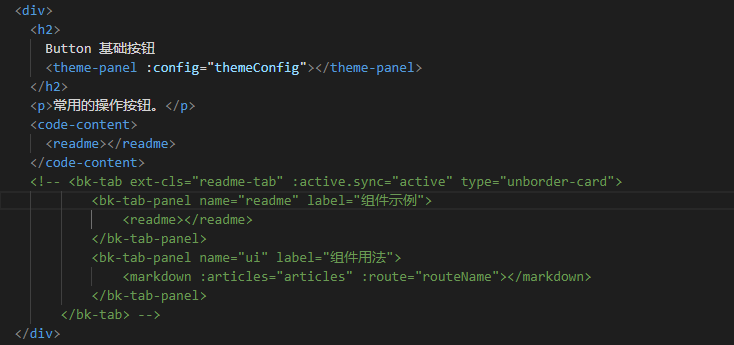 <div>
<h2>
Button 基础按钮
<theme-panel :config="themeConfig"></theme-panel>
</h2>
<p>常用的操作按钮。</p>
<code-content>
<readme></readme>
</code-content>
<!-- <bk-tab ext-cls="readme-tab" :active.sync="active" type="unborder-card">
<bk-tab-panel name="readme" label="组件示例">
<readme></readme>
</bk-tab-panel>
<bk-tab-panel name="ui" label="组件用法">
<markdown :articles="articles" :route="routeName"></markdown>
</bk-tab-panel>
</bk-tab> -->
</div>